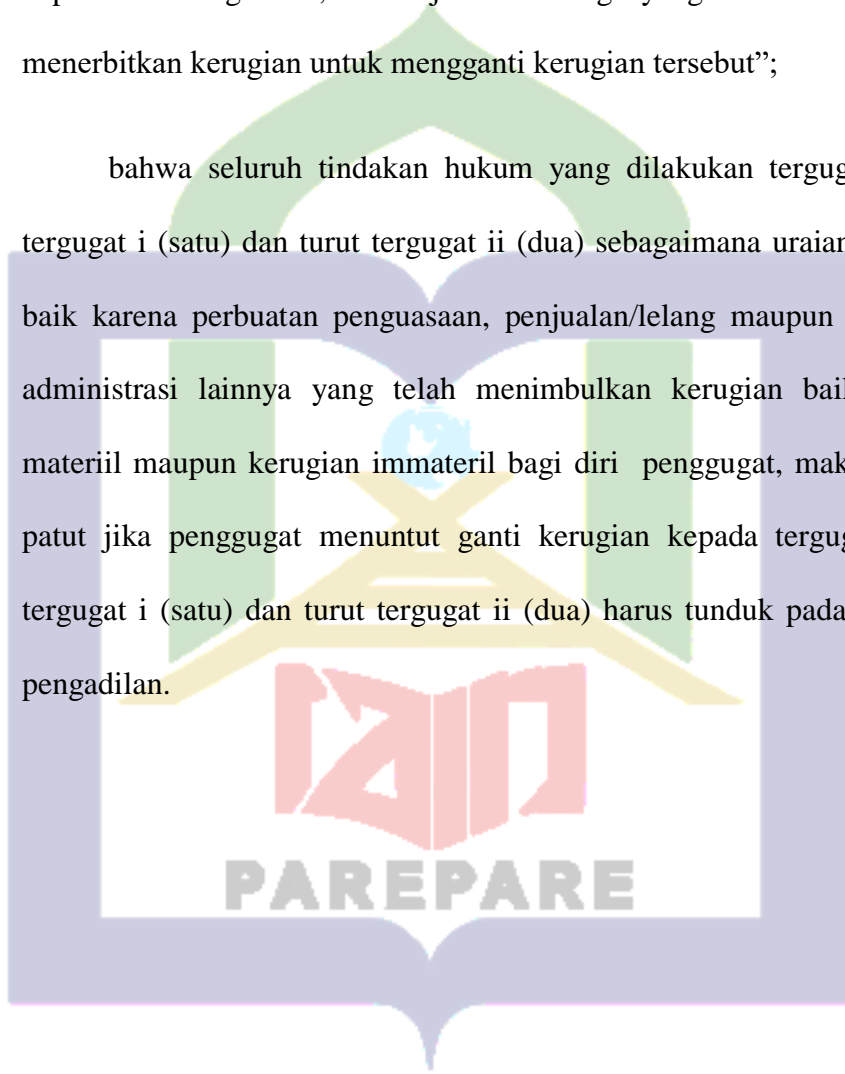 menerbitkan kerugian untuk mengganti kerugian tersebut”;
bahwa seluruh tindakan hukum yang dilakukan tergug
tergugat i (satu) dan turut tergugat ii (dua) sebagaimana uraian
baik karena perbuatan penguasaan, penjualan/lelang maupun
administrasi lainnya yang telah menimbulkan kerugian baik
materiil maupun kerugian immateril bagi diri penggugat, mak
patut jika penggugat menuntut ganti kerugian kepada tergug
tergugat i (satu) dan turut tergugat ii (dua) harus tunduk pada
pengadilan.
iain
PAREPARE